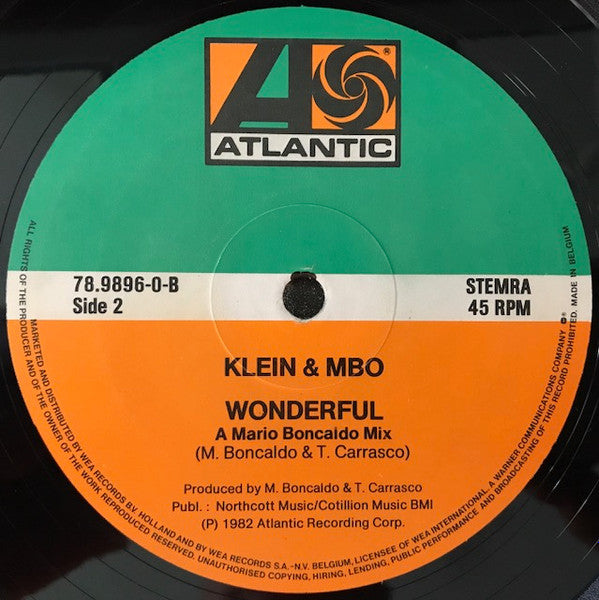 ATLANTIC
78.9896-0-B
Side 2
STEMRA
45 RPM
KLEIN & MBO
WONDERFUL
A Mario Boncaldo Mix
(M. Boncaldo & T. Carrasco)
Produced by M. Boncaldo & T. Carrasco
Publ. : Northcott Music/Cotillion Music BMI
(P) 1982 Atlantic Recording Corp.
MARKETED AND DISTRIBUTED BY WEA RECORDS B.V. HOLLAND AND BY WEA RECORDS S.A.-N.V. BELGIUM, LICENSEE OF WEA INTERNATIONAL A WARNER COMMUNICATIONS COMPANY
ALL RIGHTS OF THE PRODUCER AND OF THE OWNER OF THE WORK REPRODUCED RESERVED. UNAUTHORISED COPYING, HIRING, LENDING, PUBLIC PERFORMANCE AND BROADCASTING OF THIS RECORD PROHIBITED. MADE IN BELGIUM